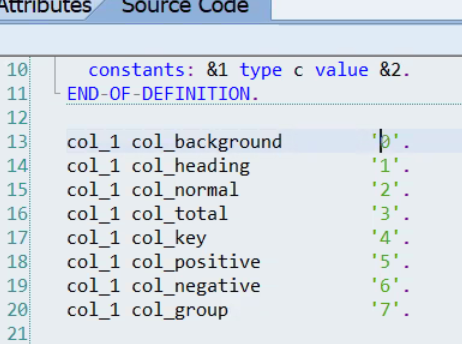 Attributes Source Code
10 constants: &1 type c value &2.
11 END-OF-DEFINITION.
12
13 col_1 col_background '0'.
14 col_1 col_heading '1'.
15 col_1 col_normal '2'.
16 col_1 col_total '3'.
17 col_1 col_key '4'.
18 col_1 col_positive '5'.
19 col_1 col_negative '6'.
20 col_1 col_group '7'.
21